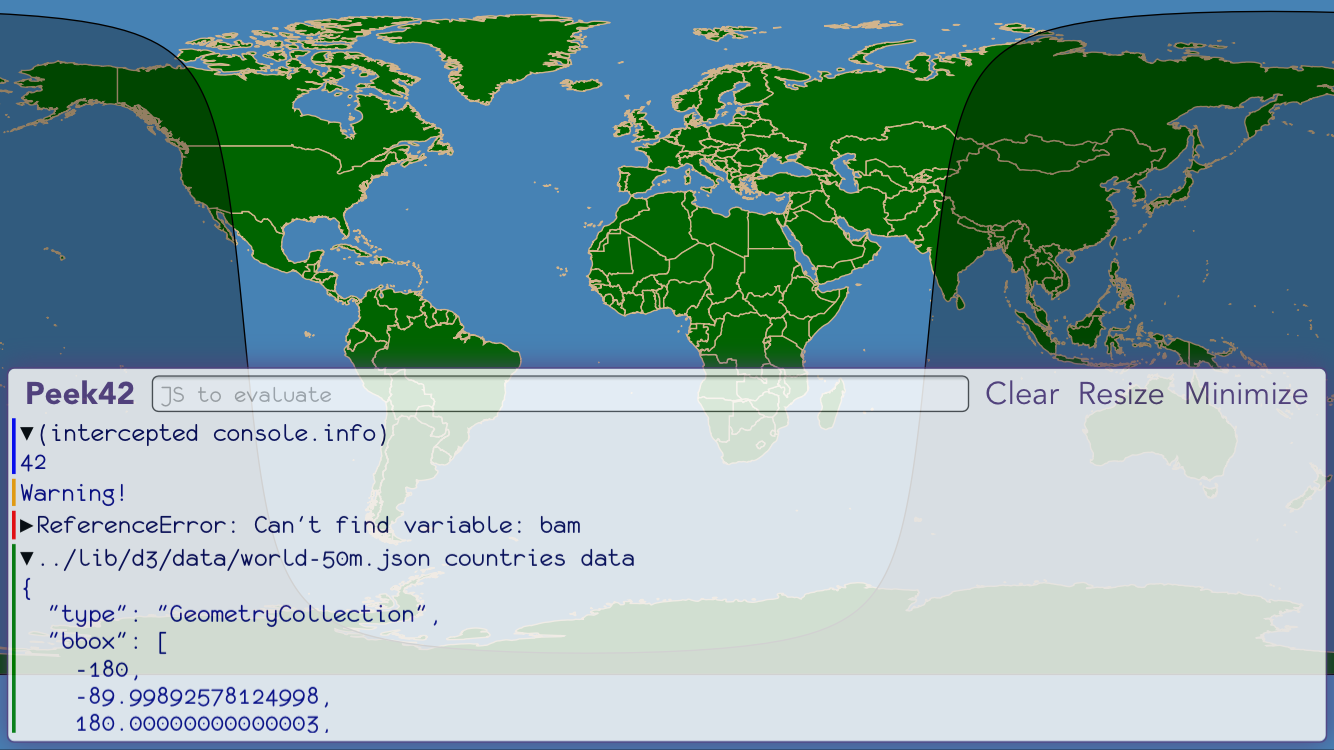 Peek42 JS to evaluate Clear Resize Minimize
▼(intercepted console.info)
42
Warning!
▶ReferenceError: Can't find variable: bam
▼../lib/d3/data/world-50m.json countries data
{
  "type": "GeometryCollection",
  "bbox": [
    -180,
    -89.99892578124998,
    180.00000000000003,